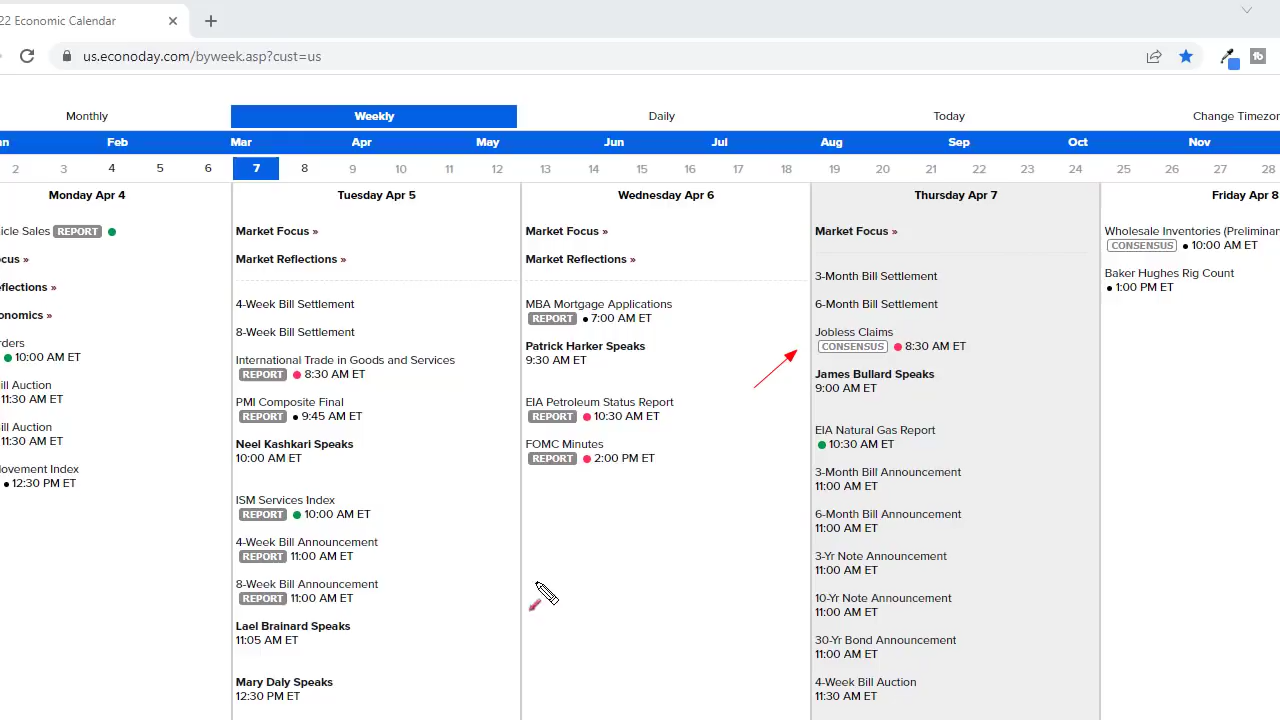 22 Economic Calendar
us.econoday.com/byweek.asp?cust=us
Monthly Weekly Daily Today Change Timezon
an Feb Mar Apr May Jun Jul Aug Sep Oct Nov
2 3 4 5 6 7 8 9 10 11 12 13 14 15 16 17 18 19 20 21 22 23 24 25 26 27 28
Monday Apr 4
icle Sales REPORT
ocus »
eflections »
onomics »
rders
10:00 AM ET
ill Auction
11:30 AM ET
ill Auction
11:30 AM ET
Movement Index
12:30 PM ET
Tuesday Apr 5
Market Focus »
Market Reflections »
4-Week Bill Settlement
8-Week Bill Settlement
International Trade in Goods and Services
REPORT 8:30 AM ET
PMI Composite Final
REPORT 9:45 AM ET
Neel Kashkari Speaks
10:00 AM ET
ISM Services Index
REPORT 10:00 AM ET
4-Week Bill Announcement
REPORT 11:00 AM ET
8-Week Bill Announcement
REPORT 11:00 AM ET
Lael Brainard Speaks
11:05 AM ET
Mary Daly Speaks
12:30 PM ET
Wednesday Apr 6
Market Focus »
Market Reflections »
MBA Mortgage Applications
REPORT 7:00 AM ET
Patrick Harker Speaks
9:30 AM ET
EIA Petroleum Status Report
REPORT 10:30 AM ET
FOMC Minutes
REPORT 2:00 PM ET
Thursday Apr 7
Market Focus »
3-Month Bill Settlement
6-Month Bill Settlement
Jobless Claims
CONSENSUS 8:30 AM ET
James Bullard Speaks
9:00 AM ET
EIA Natural Gas Report
10:30 AM ET
3-Month Bill Announcement
11:00 AM ET
6-Month Bill Announcement
11:00 AM ET
3-Yr Note Announcement
11:00 AM ET
10-Yr Note Announcement
11:00 AM ET
30-Yr Bond Announcement
11:00 AM ET
4-Week Bill Auction
11:30 AM ET
Friday Apr 8
Wholesale Inventories (Preliminar
CONSENSUS 10:00 AM ET
Baker Hughes Rig Count
1:00 PM ET